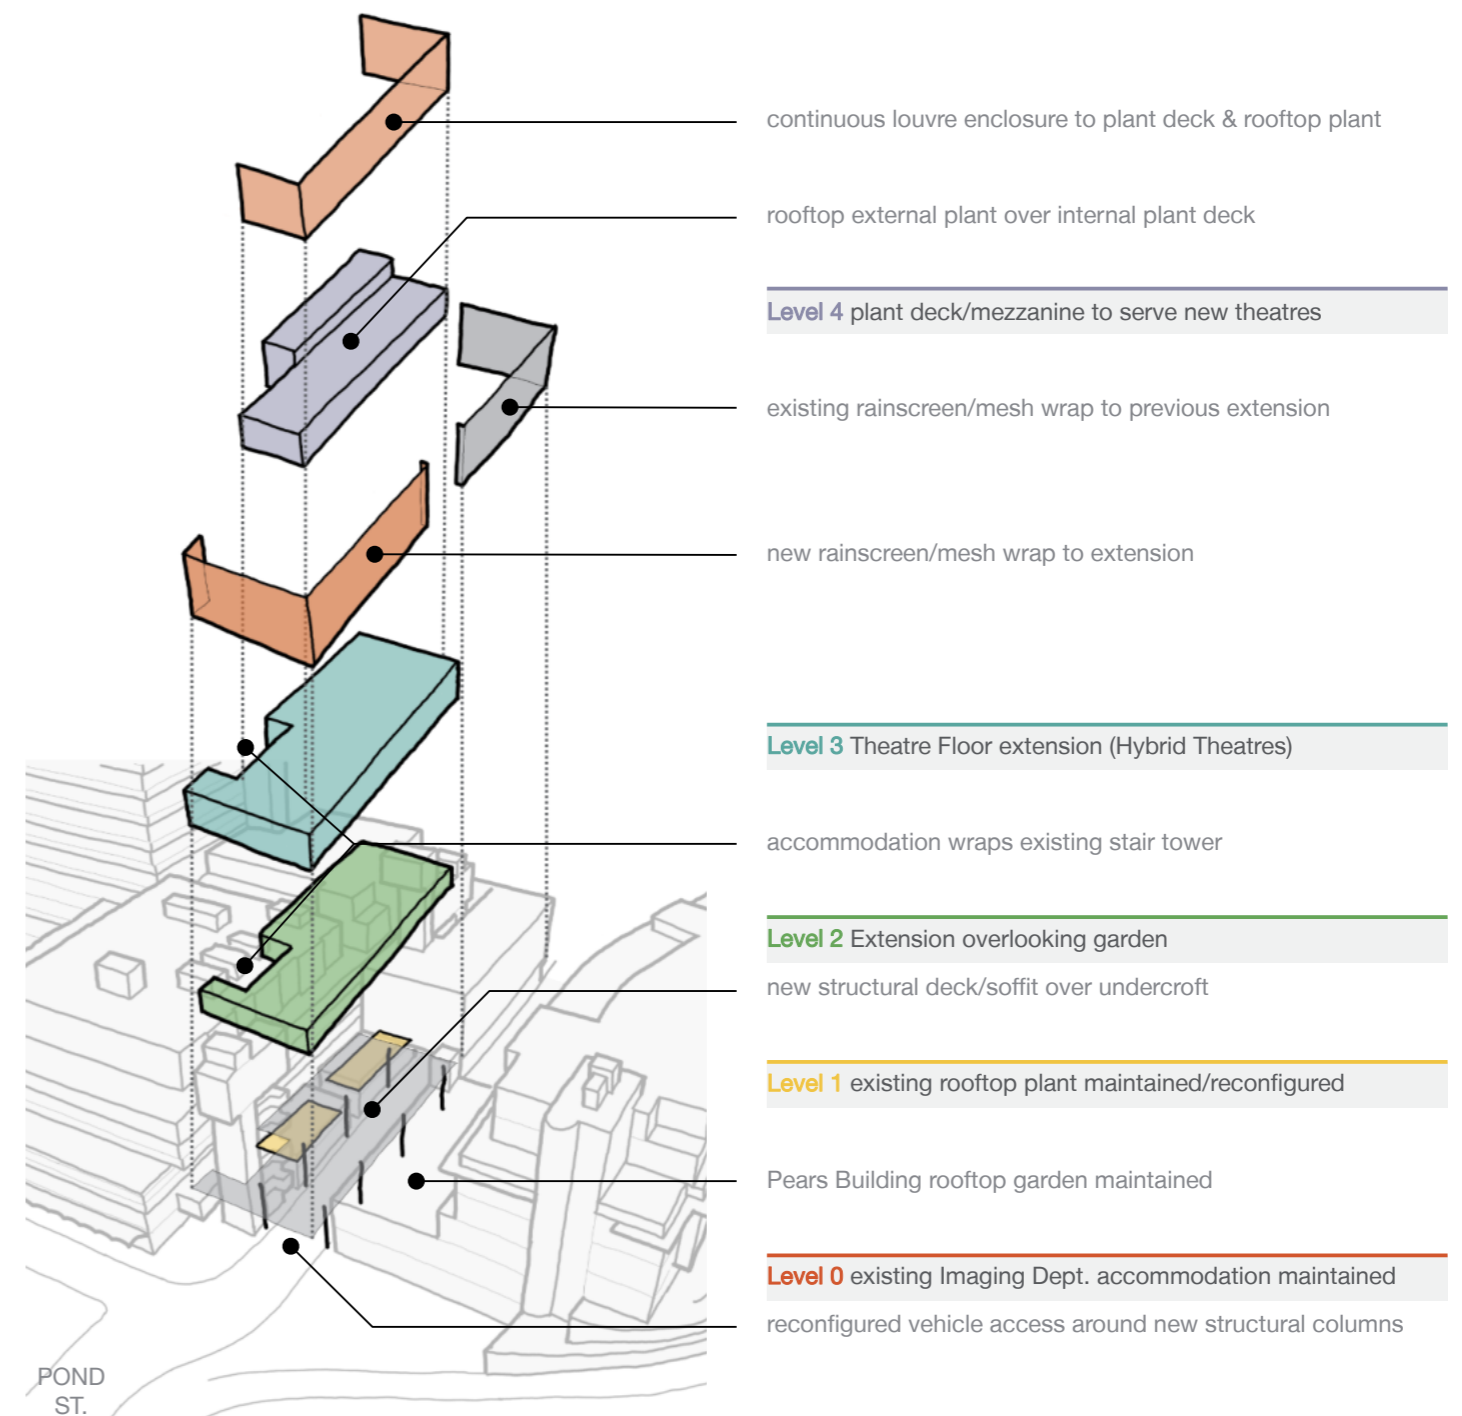 continuous louvre enclosure to plant deck & rooftop plant
rooftop external plant over internal plant deck
Level 4 plant deck/mezzanine to serve new theatres
existing rainscreen/mesh wrap to previous extension
new rainscreen/mesh wrap to extension
Level 3 Theatre Floor extension (Hybrid Theatres)
accommodation wraps existing stair tower
Level 2 Extension overlooking garden
new structural deck/soffit over undercroft
Level 1 existing rooftop plant maintained/reconfigured
Pears Building rooftop garden maintained
Level 0 existing Imaging Dept. accommodation maintained
reconfigured vehicle access around new structural columns
POND
ST.